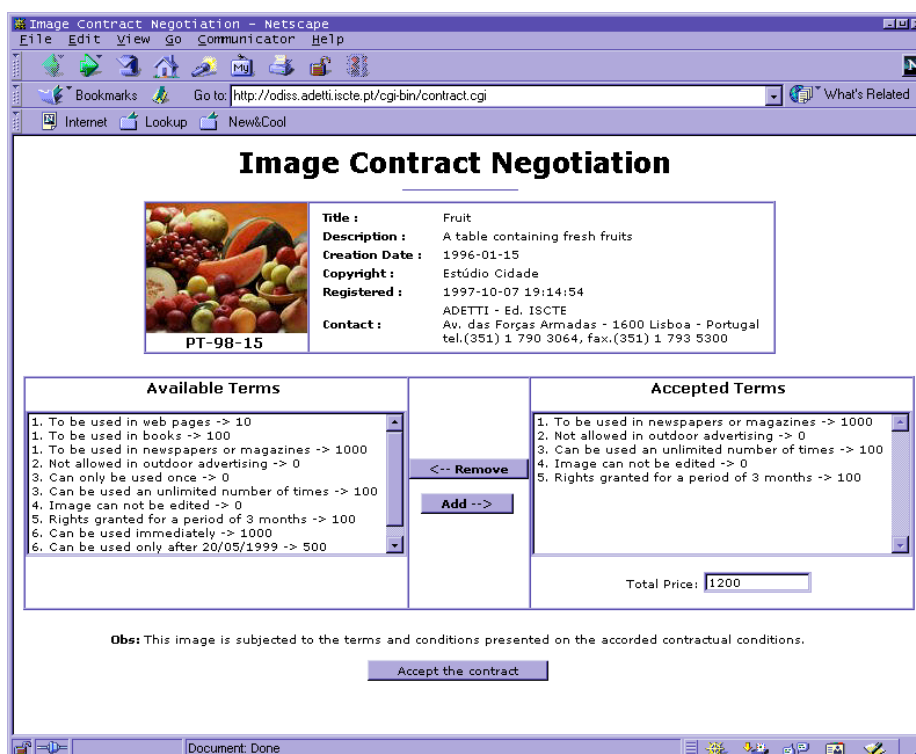 Image Contract Negotiation - Netscape
File Edit View Go Communicator Help
My
N
Bookmarks Go to: http://odiss.adetti.iscte.pt/cgi-bin/contract.cgi What's Related
Internet Lookup New&Cool
Image Contract Negotiation
Title : Fruit
Description : A table containing fresh fruits
Creation Date : 1996-01-15
Copyright : Estúdio Cidade
Registered : 1997-10-07 19:14:54
Contact : ADETTI - Ed. ISCTE
Av. das Forças Armadas - 1600 Lisboa - Portugal
tel.(351) 1 790 3064, fax.(351) 1 793 5300
PT-98-15
Available Terms
1. To be used in web pages -> 10
1. To be used in books -> 100
1. To be used in newspapers or magazines -> 1000
2. Not allowed in outdoor advertising -> 0
3. Can only be used once -> 0
3. Can be used an unlimited number of times -> 100
4. Image can not be edited -> 0
5. Rights granted for a period of 3 months -> 100
6. Can be used immediately -> 1000
6. Can be used only after 20/05/1999 -> 500
<-- Remove
Add -->
Accepted Terms
1. To be used in newspapers or magazines -> 1000
2. Not allowed in outdoor advertising -> 0
3. Can be used an unlimited number of times -> 100
4. Image can not be edited -> 0
5. Rights granted for a period of 3 months -> 100
Total Price: 1200
Obs: This image is subjected to the terms and conditions presented on the accorded contractual conditions.
Accept the contract
Document: Done